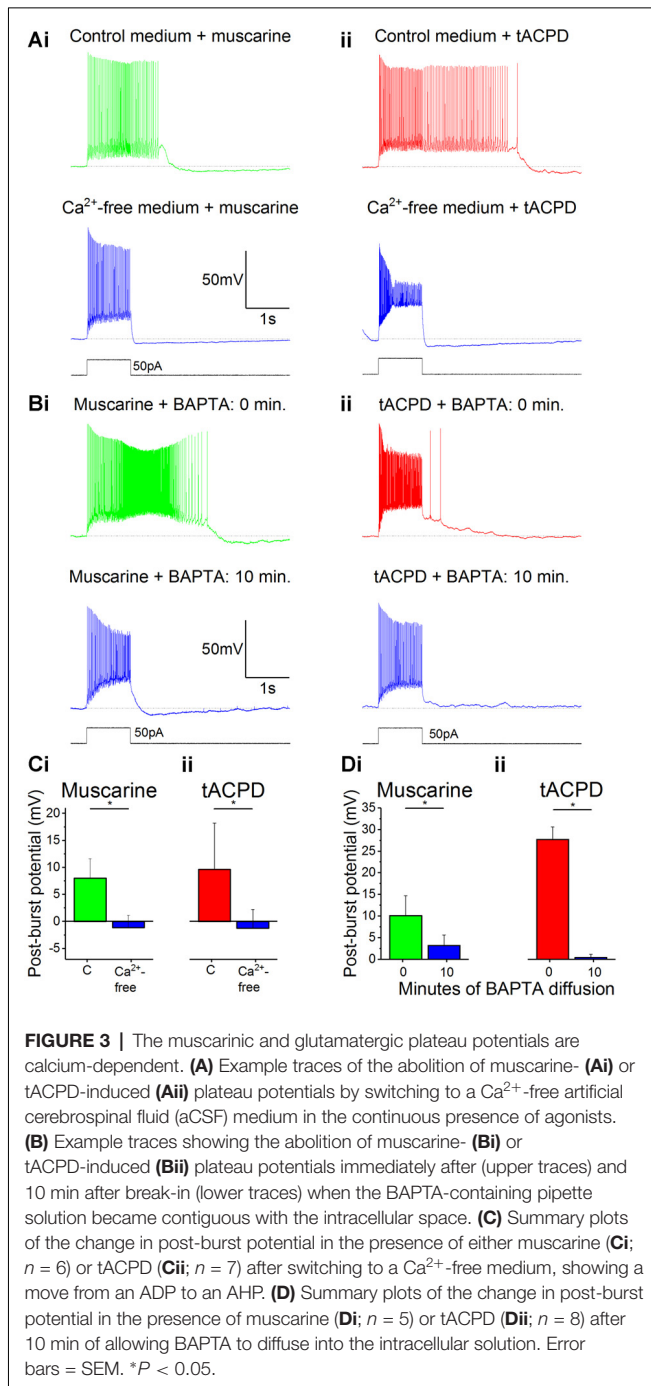 Ai
Control medium + muscarine
ii
Control medium + tACPD
Ca²⁺-free medium + muscarine
Ca²⁺-free medium + tACPD
50mV
1s
50pA
Bi
Muscarine + BAPTA: 0 min.
ii
tACPD + BAPTA: 0 min.
Muscarine + BAPTA: 10 min.
tACPD + BAPTA: 10 min.
50mV
1s
50pA
50pA
Ci
Muscarine
ii
tACPD
Di
Muscarine
ii
tACPD
Post-burst potential (mV)
20
15
10
5
0
-5
*
*
C
Ca²⁺-
free
C
Ca²⁺-
free
Post-burst potential (mV)
35
30
25
20
15
10
5
0
*
*
0
10
0
10
Minutes of BAPTA diffusion
FIGURE 3 | The muscarinic and glutamatergic plateau potentials are
calcium-dependent. (A) Example traces of the abolition of muscarine- (Ai) or
tACPD-induced (Aii) plateau potentials by switching to a Ca²⁺-free artificial
cerebrospinal fluid (aCSF) medium in the continuous presence of agonists.
(B) Example traces showing the abolition of muscarine- (Bi) or
tACPD-induced (Bii) plateau potentials immediately after (upper traces) and
10 min after break-in (lower traces) when the BAPTA-containing pipette
solution became contiguous with the intracellular space. (C) Summary plots
of the change in post-burst potential in the presence of either muscarine (Ci;
n = 6) or tACPD (Cii; n = 7) after switching to a Ca²⁺-free medium, showing a
move from an ADP to an AHP. (D) Summary plots of the change in post-burst
potential in the presence of muscarine (Di; n = 5) or tACPD (Dii; n = 8) after
10 min of allowing BAPTA to diffuse into the intracellular solution. Error
bars = SEM. *P < 0.05.